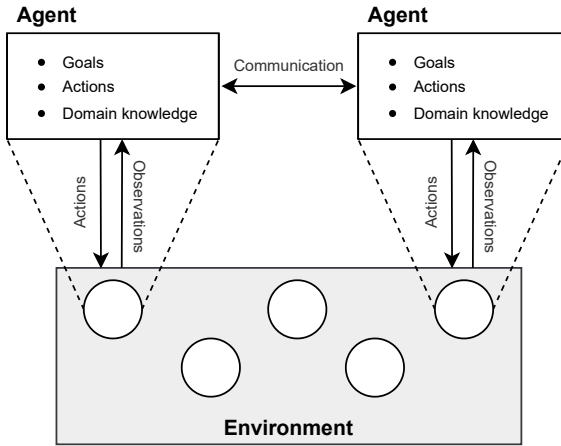 Agent
Agent
• Goals
• Actions
• Domain knowledge
Communication
• Goals
• Actions
• Domain knowledge
Actions
Observations
Actions
Observations
Environment